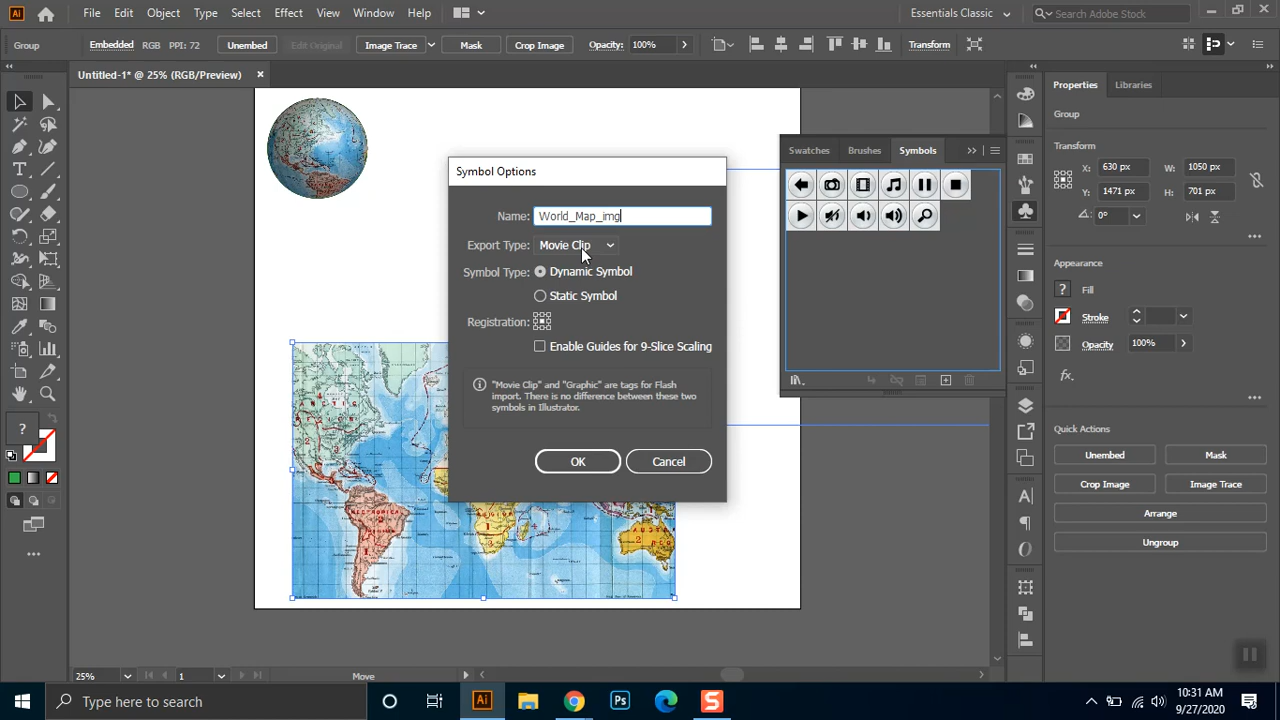 Ai File Edit Object Type Select Effect View Window Help Essentials Classic Search Adobe Stock
Group Embedded RGB PPI: 72 Unembed Edit Original Image Trace Mask Crop Image Opacity: 100% Transform
Untitled-1* @ 25% (RGB/Preview)
Properties Libraries
Group
Transform
X: 630 px W: 1050 px
Y: 1471 px H: 701 px
0°
Appearance
? Fill
Stroke
Opacity: 100%
fx
Quick Actions
Unembed Mask
Crop Image Image Trace
Arrange
Ungroup
Swatches Brushes Symbols
Symbol Options
Name: World_Map_img
Export Type: Movie Clip
Symbol Type: Dynamic Symbol
Static Symbol
Registration:
Enable Guides for 9-Slice Scaling
"Movie Clip" and "Graphic" are tags for Flash
import. There is no difference between these two
symbols in Illustrator.
OK Cancel
?
25% 1 Move
Type here to search
Ai Ps S
8:31 AM
9/27/2020